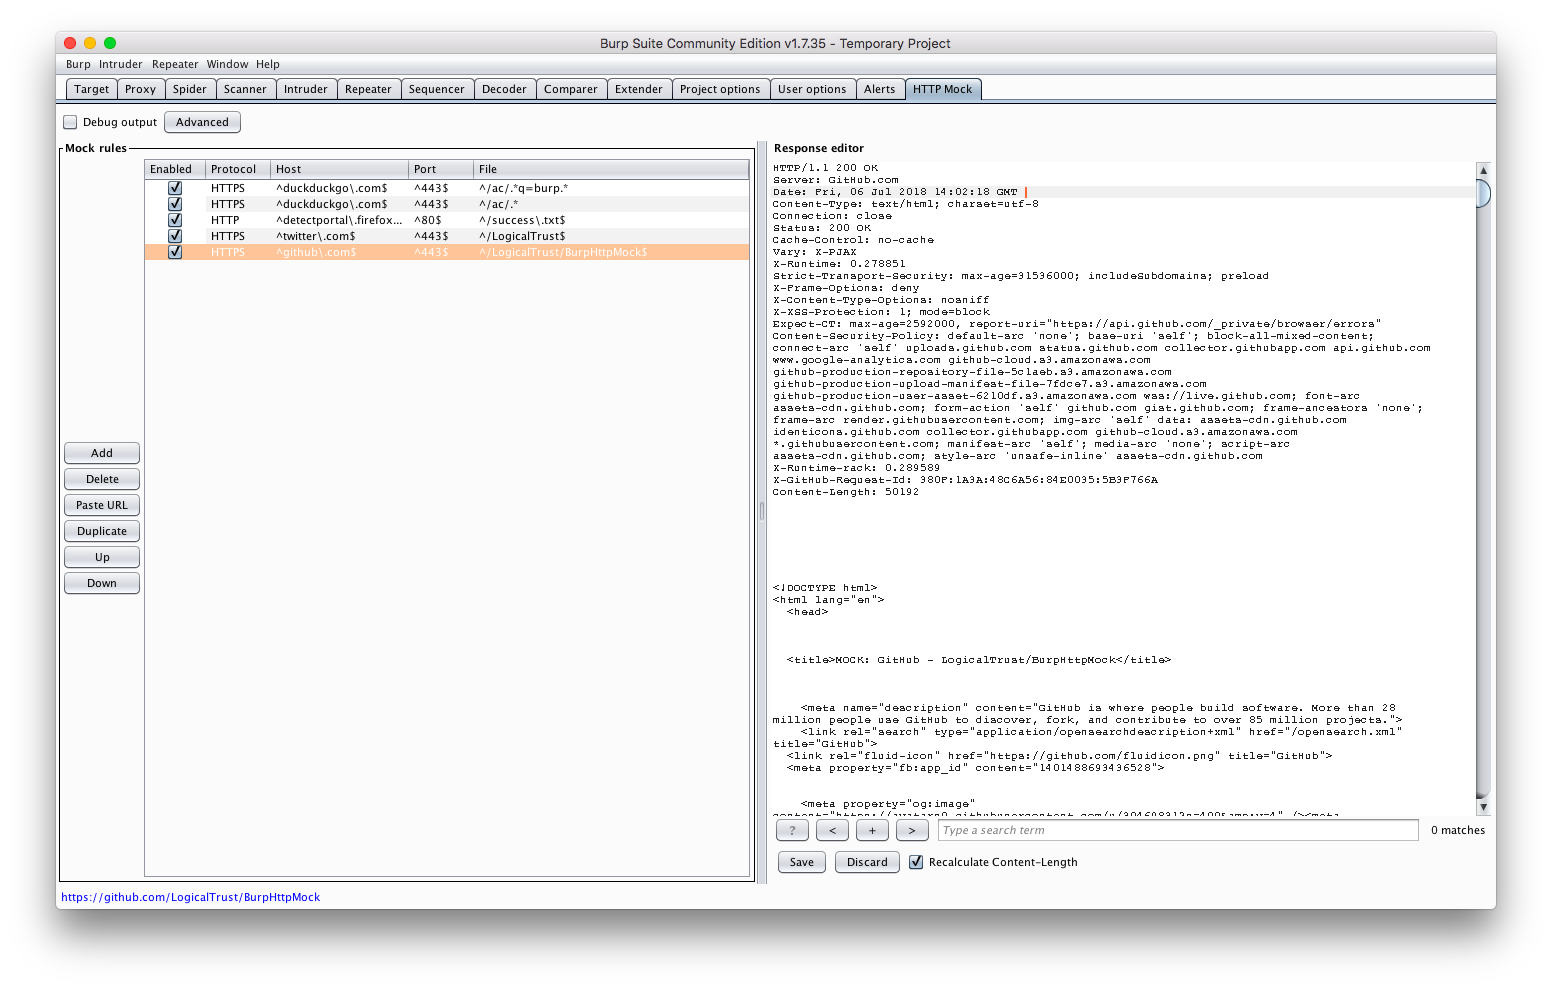 Burp Suite Community Edition v1.7.35 - Temporary Project
Burp Intruder Repeater Window Help
Target Proxy Spider Scanner Intruder Repeater Sequencer Decoder Comparer Extender Project options User options Alerts HTTP Mock
Debug output Advanced
Mock rules
Enabled Protocol Host Port File
HTTPS ^duckduckgo\.com$ ^443$ ^/ac/.*q=burp.*
HTTPS ^duckduckgo\.com$ ^443$ ^/ac/.*
HTTP ^detectportal\.firefox... ^80$ ^/success\.txt$
HTTPS ^twitter\.com$ ^443$ ^/LogicalTrust$
HTTPS ^github\.com$ ^443$ ^/LogicalTrust/BurpHttpMock$
Add
Delete
Paste URL
Duplicate
Up
Down
Response editor
HTTP/1.1 200 OK
Server: GitHub.com
Date: Fri, 06 Jul 2018 14:02:18 GMT
Content-Type: text/html; charset=utf-8
Connection: close
Status: 200 OK
Cache-Control: no-cache
Vary: X-PJAX
X-Runtime: 0.278851
Strict-Transport-Security: max-age=31536000; includeSubdomains; preload
X-Frame-Options: deny
X-Content-Type-Options: nosniff
X-XSS-Protection: 1; mode=block
Expect-CT: max-age=2592000, report-uri="https://api.github.com/_private/browser/errors"
Content-Security-Policy: default-src 'none'; base-uri 'self'; block-all-mixed-content;
connect-src 'self' uploads.github.com status.github.com collector.githubapp.com api.github.com
www.google-analytics.com github-cloud.s3.amazonaws.com
github-production-repository-file-5c1aeb.s3.amazonaws.com
github-production-upload-manifest-file-7fdce7.s3.amazonaws.com
github-production-user-asset-6210df.s3.amazonaws.com wss://live.github.com; font-src
assets-cdn.github.com; form-action 'self' github.com gist.github.com; frame-ancestors 'none';
frame-src render.githubusercontent.com; img-src 'self' data: assets-cdn.github.com
identicons.github.com collector.githubapp.com github-cloud.s3.amazonaws.com
*.githubusercontent.com; manifest-src 'self'; media-src 'none'; script-src
assets-cdn.github.com; style-src 'unsafe-inline' assets-cdn.github.com
X-Runtime-rack: 0.289589
X-GitHub-Request-Id: 380F:1A3A:48C6A56:84E0035:5B3F766A
Content-Length: 50192
<!DOCTYPE html>
<html lang="en">
<head>
<title>MOCK: GitHub - LogicalTrust/BurpHttpMock</title>
<meta name="description" content="GitHub is where people build software. More than 28
million people use GitHub to discover, fork, and contribute to over 85 million projects.">
<link rel="search" type="application/opensearchdescription+xml" href="/opensearch.xml"
title="GitHub">
<link rel="fluid-icon" href="https://github.com/fluidicon.png" title="GitHub">
<meta property="fb:app_id" content="1401488693436528">
<meta property="og:image"
? < + > Type a search term 0 matches
Save Discard Recalculate Content-Length
https://github.com/LogicalTrust/BurpHttpMock